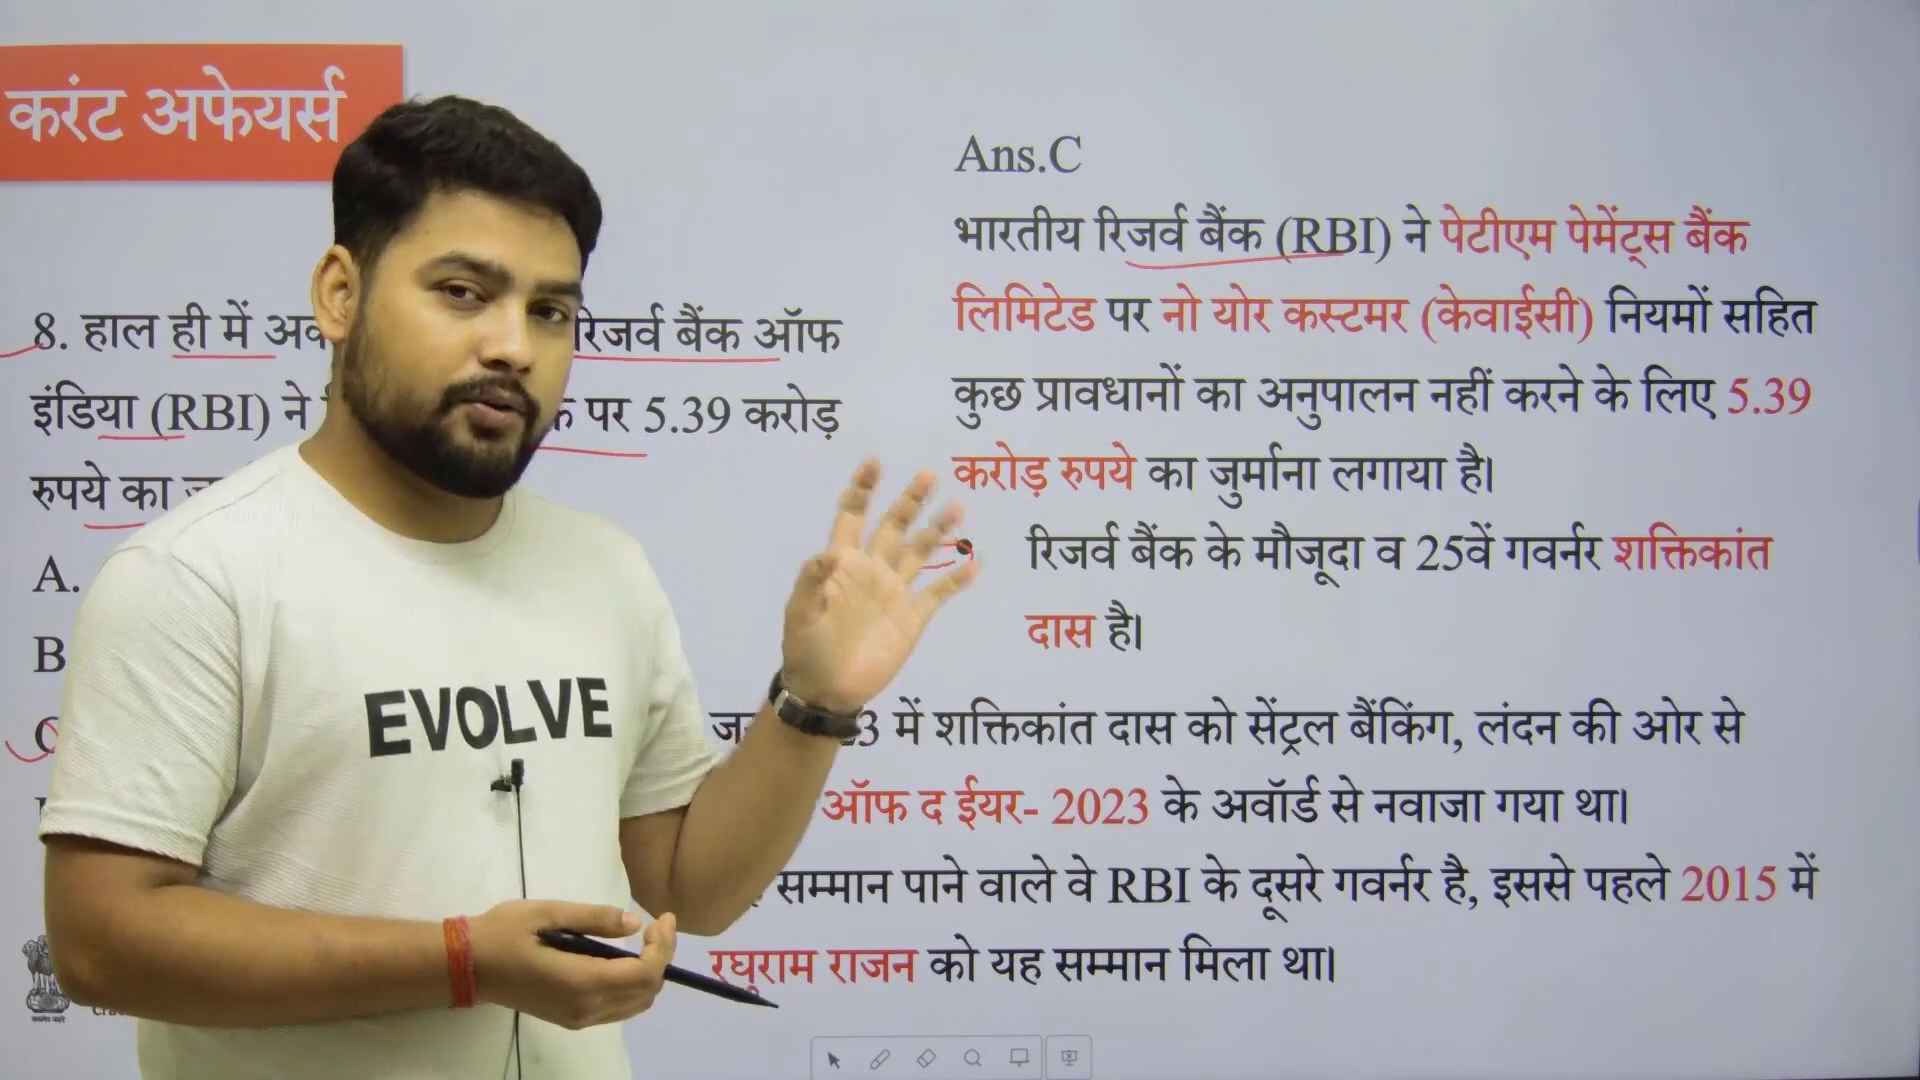 करंट अफेयर्स
8. हाल ही में रिजर्व बैंक ऑफ
इंडिया (RBI) ने पर 5.39 करोड़
रुपये का
A.
B
EVOLVE
Ans.C
भारतीय रिजर्व बैंक (RBI) ने पेटीएम पेमेंट्स बैंक
लिमिटेड पर नो योर कस्टमर (केवाईसी) नियमों सहित
कुछ प्रावधानों का अनुपालन नहीं करने के लिए 5.39
करोड़ रुपये का जुर्माना लगाया है।
• रिजर्व बैंक के मौजूदा व 25वें गवर्नर शक्तिकांत
दास है।
में शक्तिकांत दास को सेंट्रल बैंकिंग, लंदन की ओर से
ऑफ द ईयर- 2023 के अवॉर्ड से नवाजा गया था।
सम्मान पाने वाले वे RBI के दूसरे गवर्नर है, इससे पहले 2015 में
रघुराम राजन को यह सम्मान मिला था।